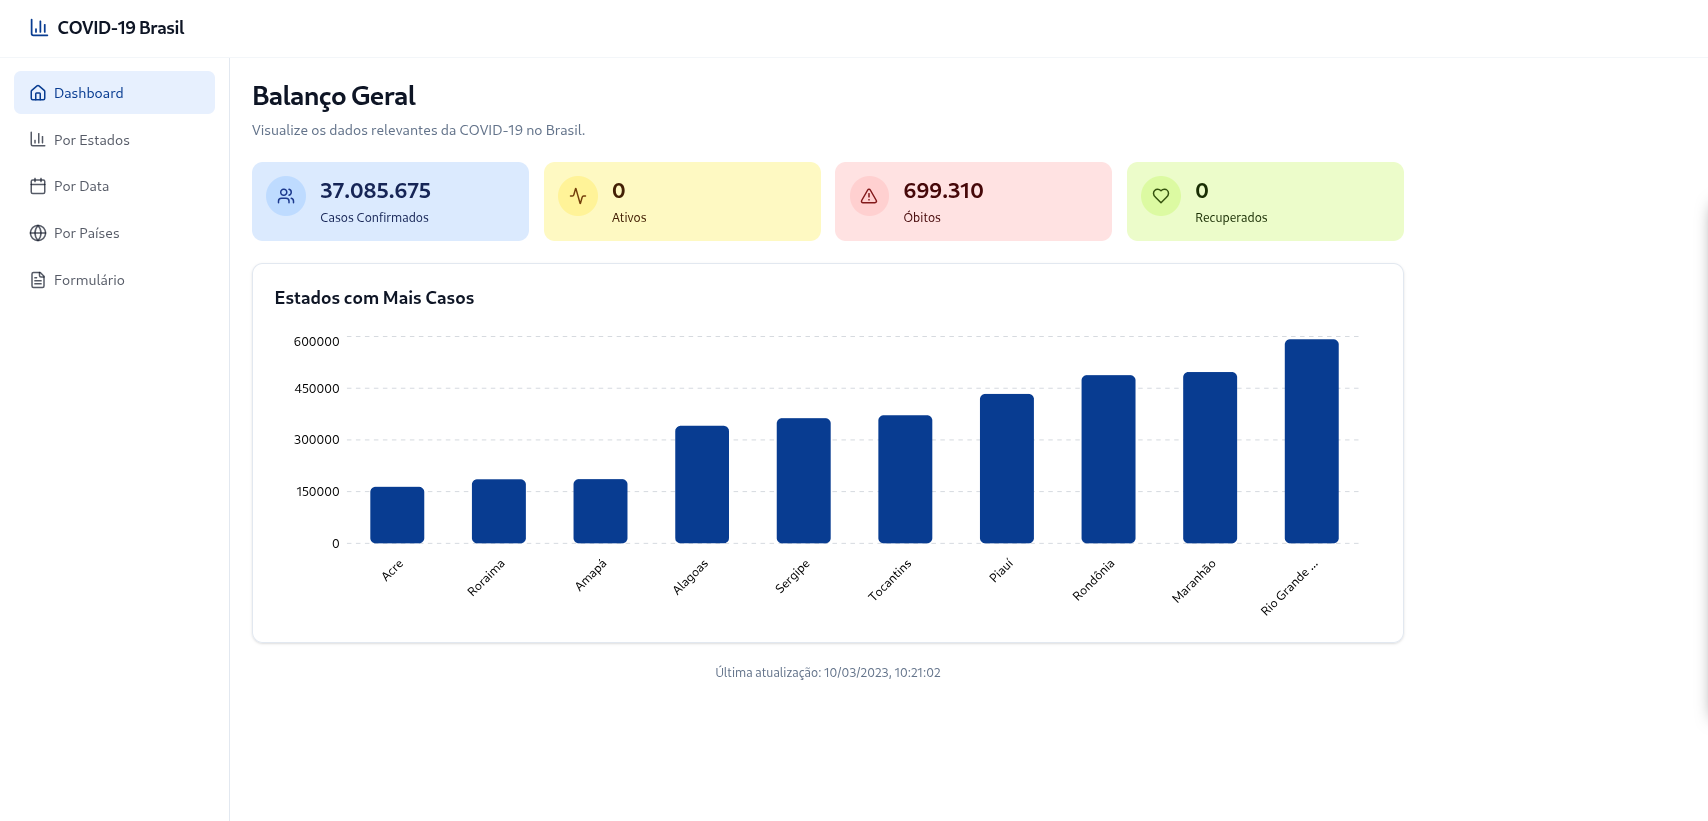 COVID-19 Brasil
Dashboard
Por Estados
Por Data
Por Países
Formulário
Balanço Geral
Visualize os dados relevantes da COVID-19 no Brasil.
37.085.675
Casos Confirmados
0
Ativos
699.310
Óbitos
0
Recuperados
Estados com Mais Casos
600000
450000
300000
150000
0
Acre
Roraima
Amapá
Alagoas
Sergipe
Tocantins
Piauí
Rondônia
Maranhão
Rio Grande ...
Última atualização: 10/03/2023, 10:21:02